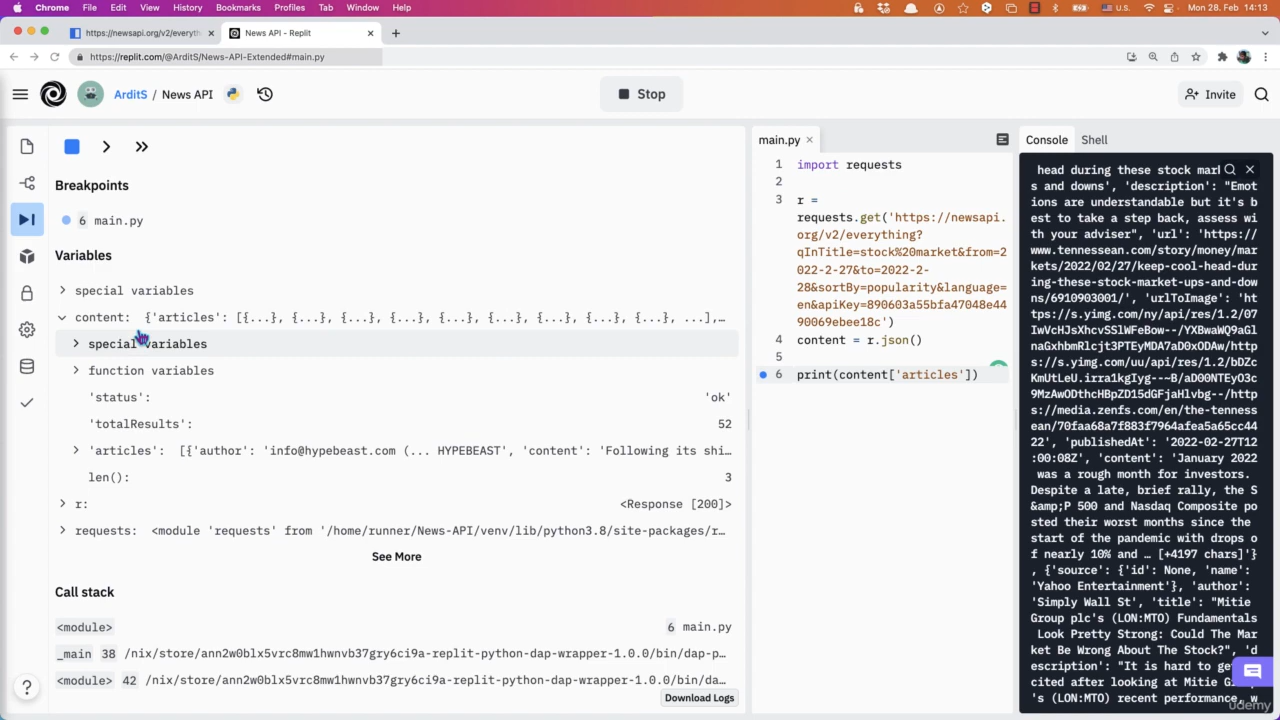 Chrome File Edit View History Bookmarks Profiles Tab Window Help U.S. Mon 28. Feb 14:13
https://newsapi.org/v2/everyth × News API - Replit × +
https://replit.com/@ArditS/News-API-Extended#main.py
ArditS / News API Stop Invite
main.py × Console Shell
Breakpoints
6 main.py
Variables
special variables
content: {'articles': [{...}, {...}, {...}, {...}, {...}, {...}, {...}, {...}, {...}, ...],…
special variables
function variables
'status': 'ok'
'totalResults': 52
'articles': [{'author': 'info@hypebeast.com (... HYPEBEAST', 'content': 'Following its shi…
len(): 3
r: <Response [200]>
requests: <module 'requests' from '/home/runner/News-API/venv/lib/python3.8/site-packages/r…
See More
Call stack
<module> 6 main.py
_main 38 /nix/store/ann2w0blx5vrc8mw1hwnvb37gry6ci9a-replit-python-dap-wrapper-1.0.0/bin/dap-p…
<module> 42 /nix/store/ann2w0blx5vrc8mw1hwnvb37gry6ci9a-replit-python-dap-wrapper-1.0.0/bin/da…
Download Logs
?
1 import requests
2
3 r =
requests.get('https://newsapi.
org/v2/everything?
qInTitle=stock%20market&from=2
022-2-27&to=2022-2-
28&sortBy=popularity&language=
en&apiKey=890603a55bfa47048e44
90069ebee18c')
4 content = r.json()
5
6 print(content['articles'])
head during these stock mar
s and downs', 'description': "Emot
ions are understandable but it's b
est to take a step back, assess wi
th your adviser", 'url': 'https://
www.tennessean.com/story/money/mar
kets/2022/02/27/keep-cool-head-dur
ing-these-stock-market-ups-and-dow
ns/6910903001/', 'urlToImage': 'ht
tps://s.yimg.com/ny/api/res/1.2/07
IwVcHJsXhcvSSlWFeBow--/YXBwaWQ9aGl
naGxhbmRlcjt3PTEyMDA7aD0xODAw/http
s://s.yimg.com/uu/api/res/1.2/bDZc
KmUtLeU.irra1kgIyg---B/aD00NTEyO3c
9MzAwODthcHBpZD15dGFjaHlvbg--/http
s://media.zenfs.com/en/the-tenness
ean/70faa68a7f883f7964afea5a65cc44
22', 'publishedAt': '2022-02-27T12
:00:08Z', 'content': 'January 2022
was a rough month for investors.
Despite a late, brief rally, the S
&amp;P 500 and Nasdaq Composite po
sted their worst months since the
start of the pandemic with drops o
f nearly 10% and … [+4197 chars]'}
, {'source': {'id': None, 'name':
'Yahoo Entertainment'}, 'author':
'Simply Wall St', 'title': "Mitie
Group plc's (LON:MTO) Fundamentals
Look Pretty Strong: Could The Mar
ket Be Wrong About The Stock?", 'd
escription': "It is hard to get
cited after looking at Mitie G
's (LON:MTO) recent performance, w
udemy